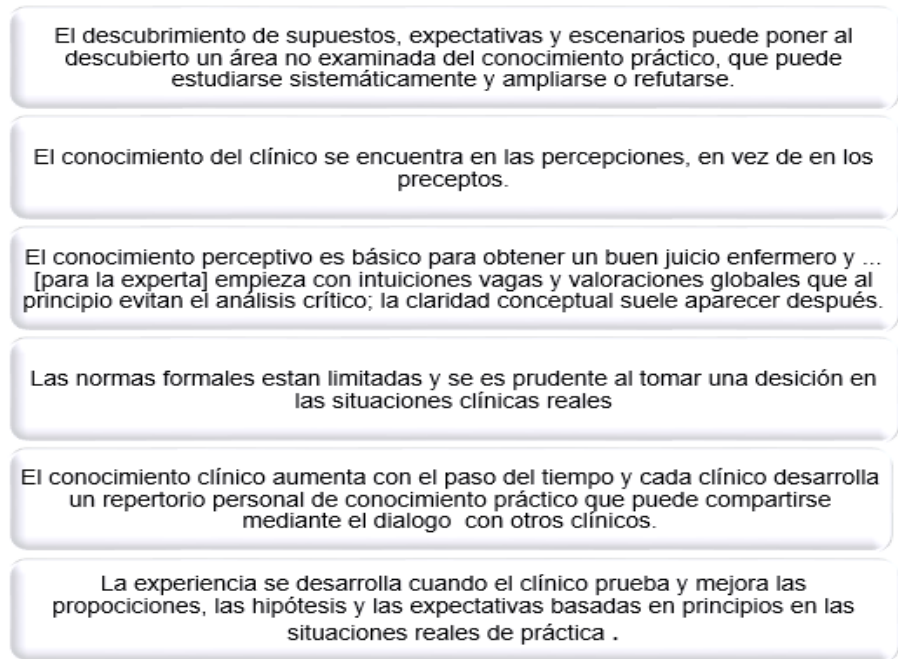 El descubrimiento de supuestos, expectativas y escenarios puede poner al
descubierto un área no examinada del conocimiento práctico, que puede
estudiarse sistemáticamente y ampliarse o refutarse.
El conocimiento del clínico se encuentra en las percepciones, en vez de en los
preceptos.
El conocimiento perceptivo es básico para obtener un buen juicio enfermero y ...
[para la experta] empieza con intuiciones vagas y valoraciones globales que al
principio evitan el análisis crítico; la claridad conceptual suele aparecer después.
Las normas formales estan limitadas y se es prudente al tomar una desición en
las situaciones clínicas reales
El conocimiento clínico aumenta con el paso del tiempo y cada clínico desarrolla
un repertorio personal de conocimiento práctico que puede compartirse
mediante el dialogo con otros clínicos.
La experiencia se desarrolla cuando el clínico prueba y mejora las
propociciones, las hipótesis y las expectativas basadas en principios en las
situaciones reales de práctica .